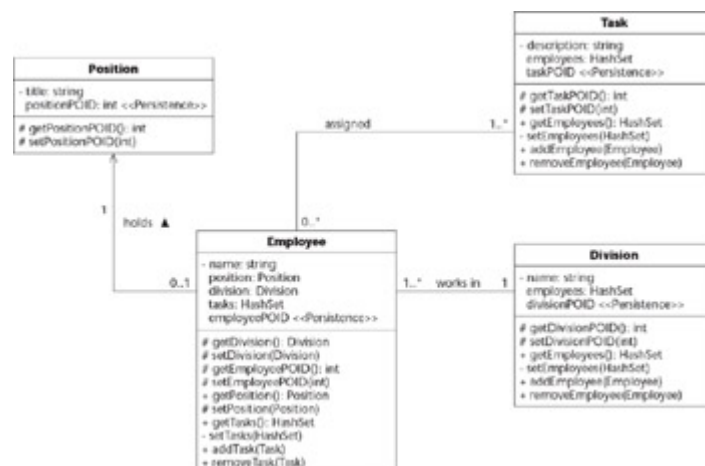 Position
- title: string
positionPOID: int <<Persistence>>
# getPositionPOID(): int
# setPositionPOID(int)
Task
- description: string
employees: HashSet
taskPOID <<Persistence>>
# getTaskPOID(): int
# setTaskPOID(int)
+ getEmployees(): HashSet
- setEmployees(HashSet)
+ addEmployee(Employee)
+ removeEmployee(Employee)
assigned
1..*
0..*
1
holds ▲
0..1
Employee
- name: string
position: Position
division: Division
tasks: HashSet
employeePOID <<Persistence>>
# getDivision(): Division
# setDivision(Division)
# getEmployeePOID(): int
# setEmployeePOID(int)
+ getPosition(): Position
# setPosition(Position)
+ getTasks(): HashSet
- setTasks(HashSet)
+ addTask(Task)
+ removeTask(Task)
1..* works in 1
Division
- name: string
employees: HashSet
divisionPOID <<Persistence>>
# getDivisionPOID(): int
# setDivisionPOID(int)
+ getEmployees(): HashSet
- setEmployees(HashSet)
+ addEmployee(Employee)
+ removeEmployee(Employee)